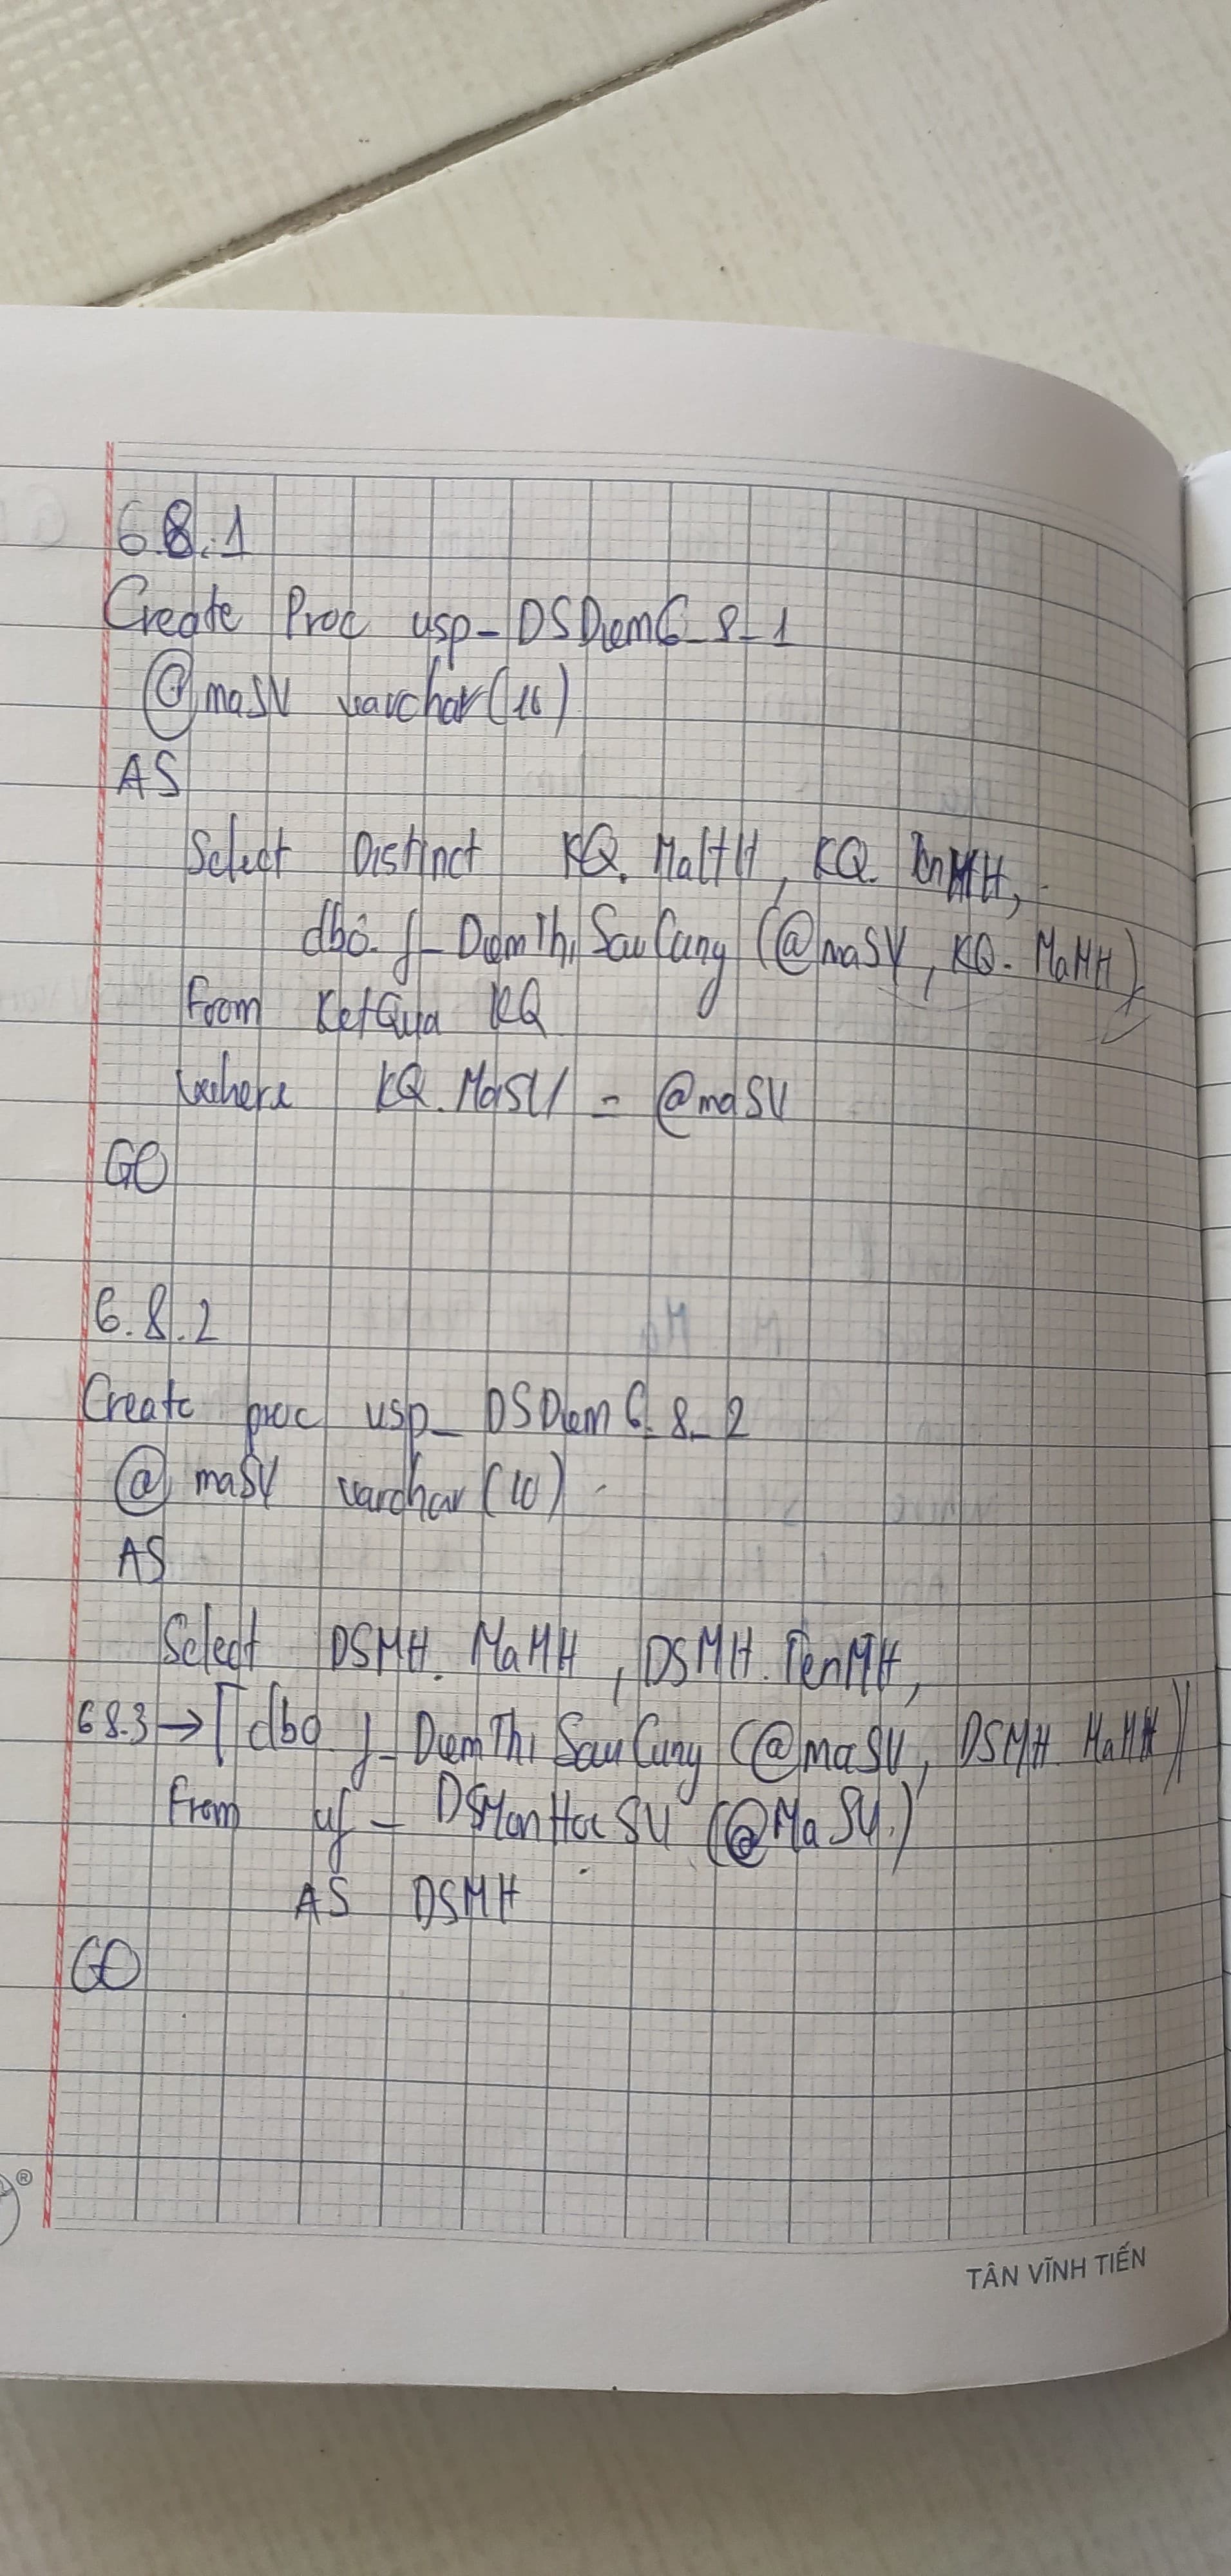 6.8.1
Create Proc usp_DSDiem6_8_1
@maSV varchar(10)
AS
Select Distinct KQ.MaMH, KQ.TenMH,
dbo.f_DiemThiSauCung (@maSV, KQ.MaMH)
From KetQua KQ
where KQ.MaSV = @maSV
GO
6.8.2
Create proc usp_DSDiem6_8_2
@maSV varchar(10)
AS
Select DSMH.MaMH, DSMH.TenMH,
6.8.3 → [dbo f_DiemThiSauCung (@maSV, DSMH.MaMH)
From uf_DSMonHocSV (@MaSV)
AS DSMH
GO
TÂN VĨNH TIẾN
®